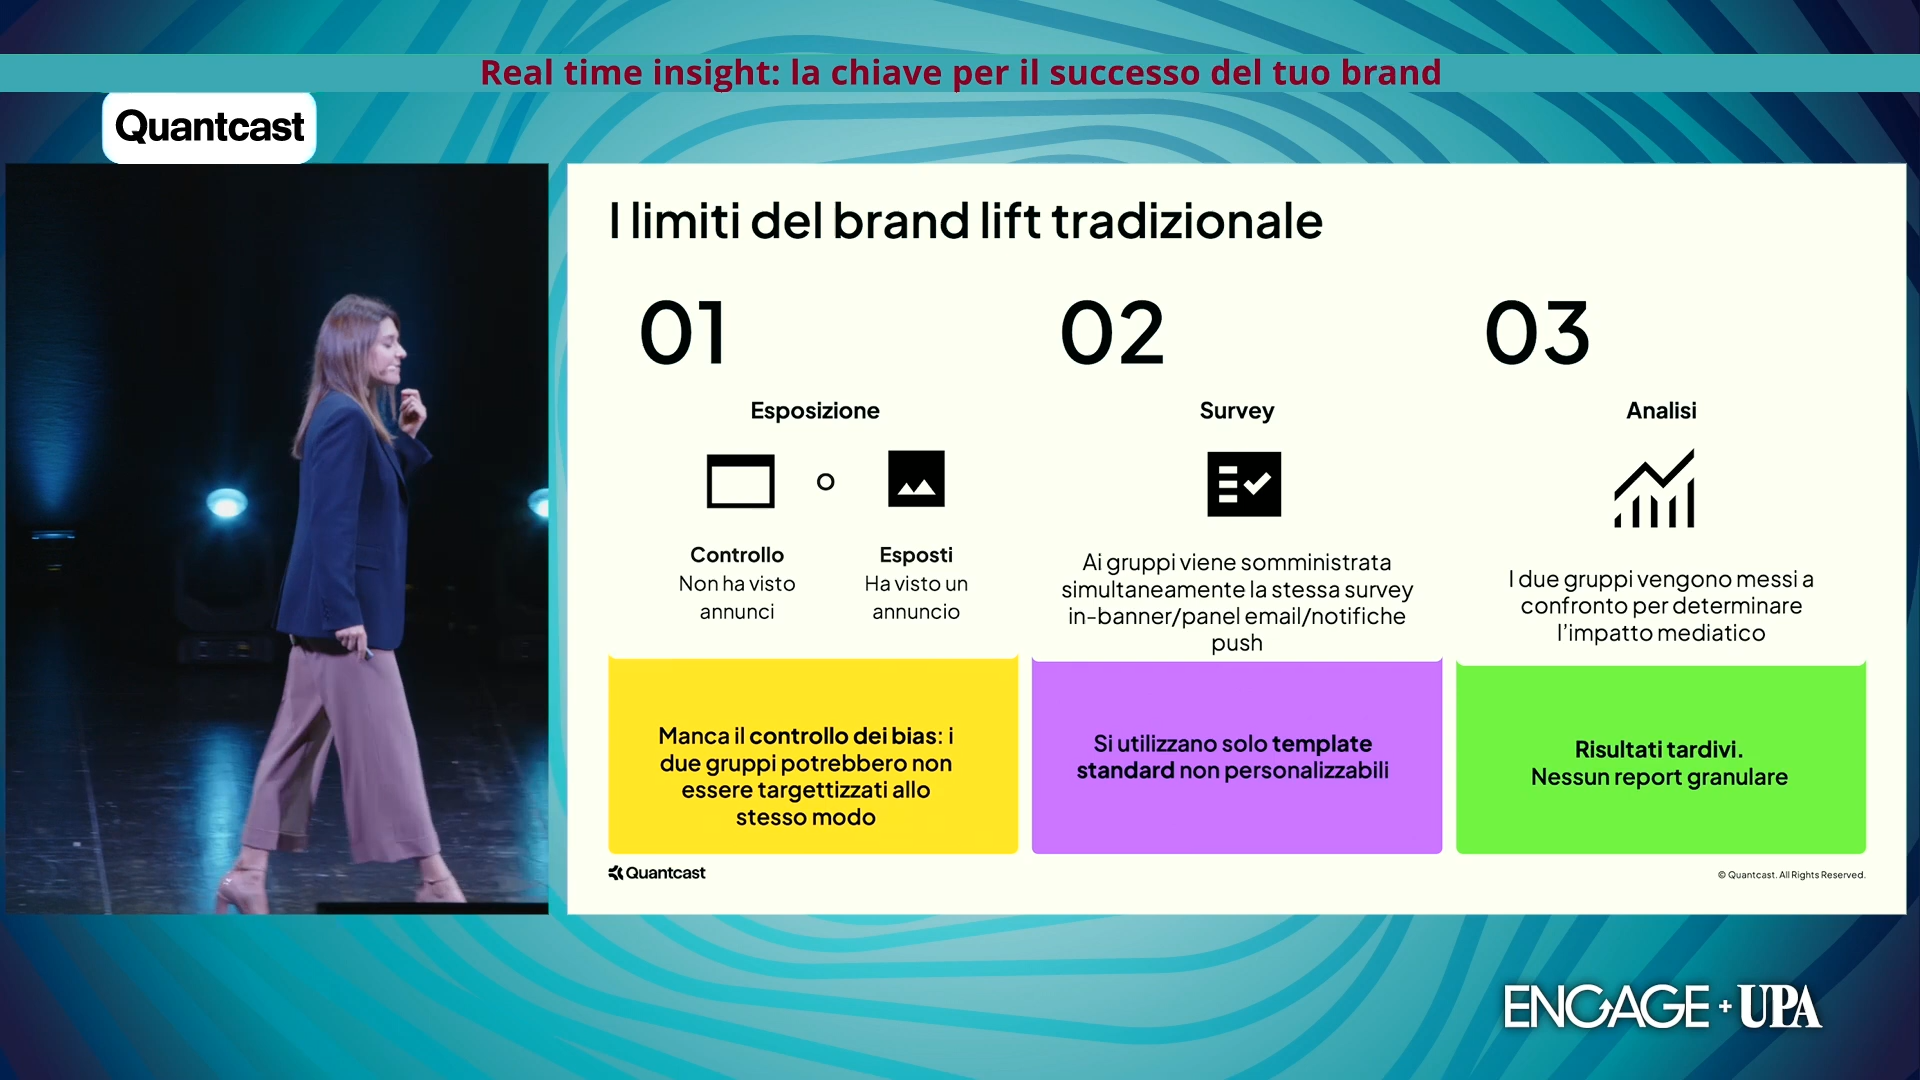 Real time insight: la chiave per il successo del tuo brand
Quantcast
I limiti del brand lift tradizionale
01
Esposizione
o
Controllo
Non ha visto
annunci
Esposti
Ha visto un
annuncio
Manca il controllo dei bias: i
due gruppi potrebbero non
essere targettizzati allo
stesso modo
02
Survey
Ai gruppi viene somministrata
simultaneamente la stessa survey
in-banner/panel email/notifiche
push
Si utilizzano solo template
standard non personalizzabili
03
Analisi
I due gruppi vengono messi a
confronto per determinare
l’impatto mediatico
Risultati tardivi.
Nessun report granulare
Quantcast
© Quantcast. All Rights Reserved.
ENGAGE + UPA